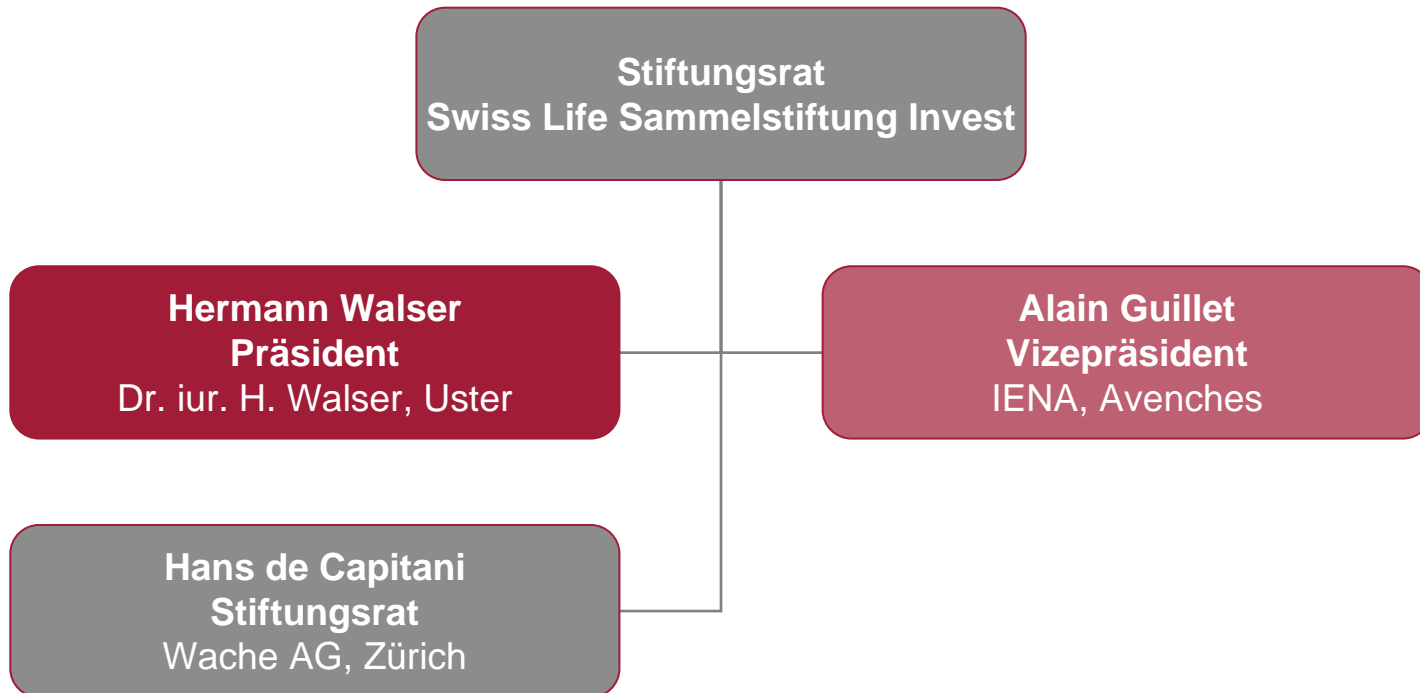 Stiftungsrat
Swiss Life Sammelstiftung Invest
Hermann Walser
Präsident
Dr. iur. H. Walser, Uster
Alain Guillet
Vizepräsident
IENA, Avenches
Hans de Capitani
Stiftungsrat
Wache AG, Zürich